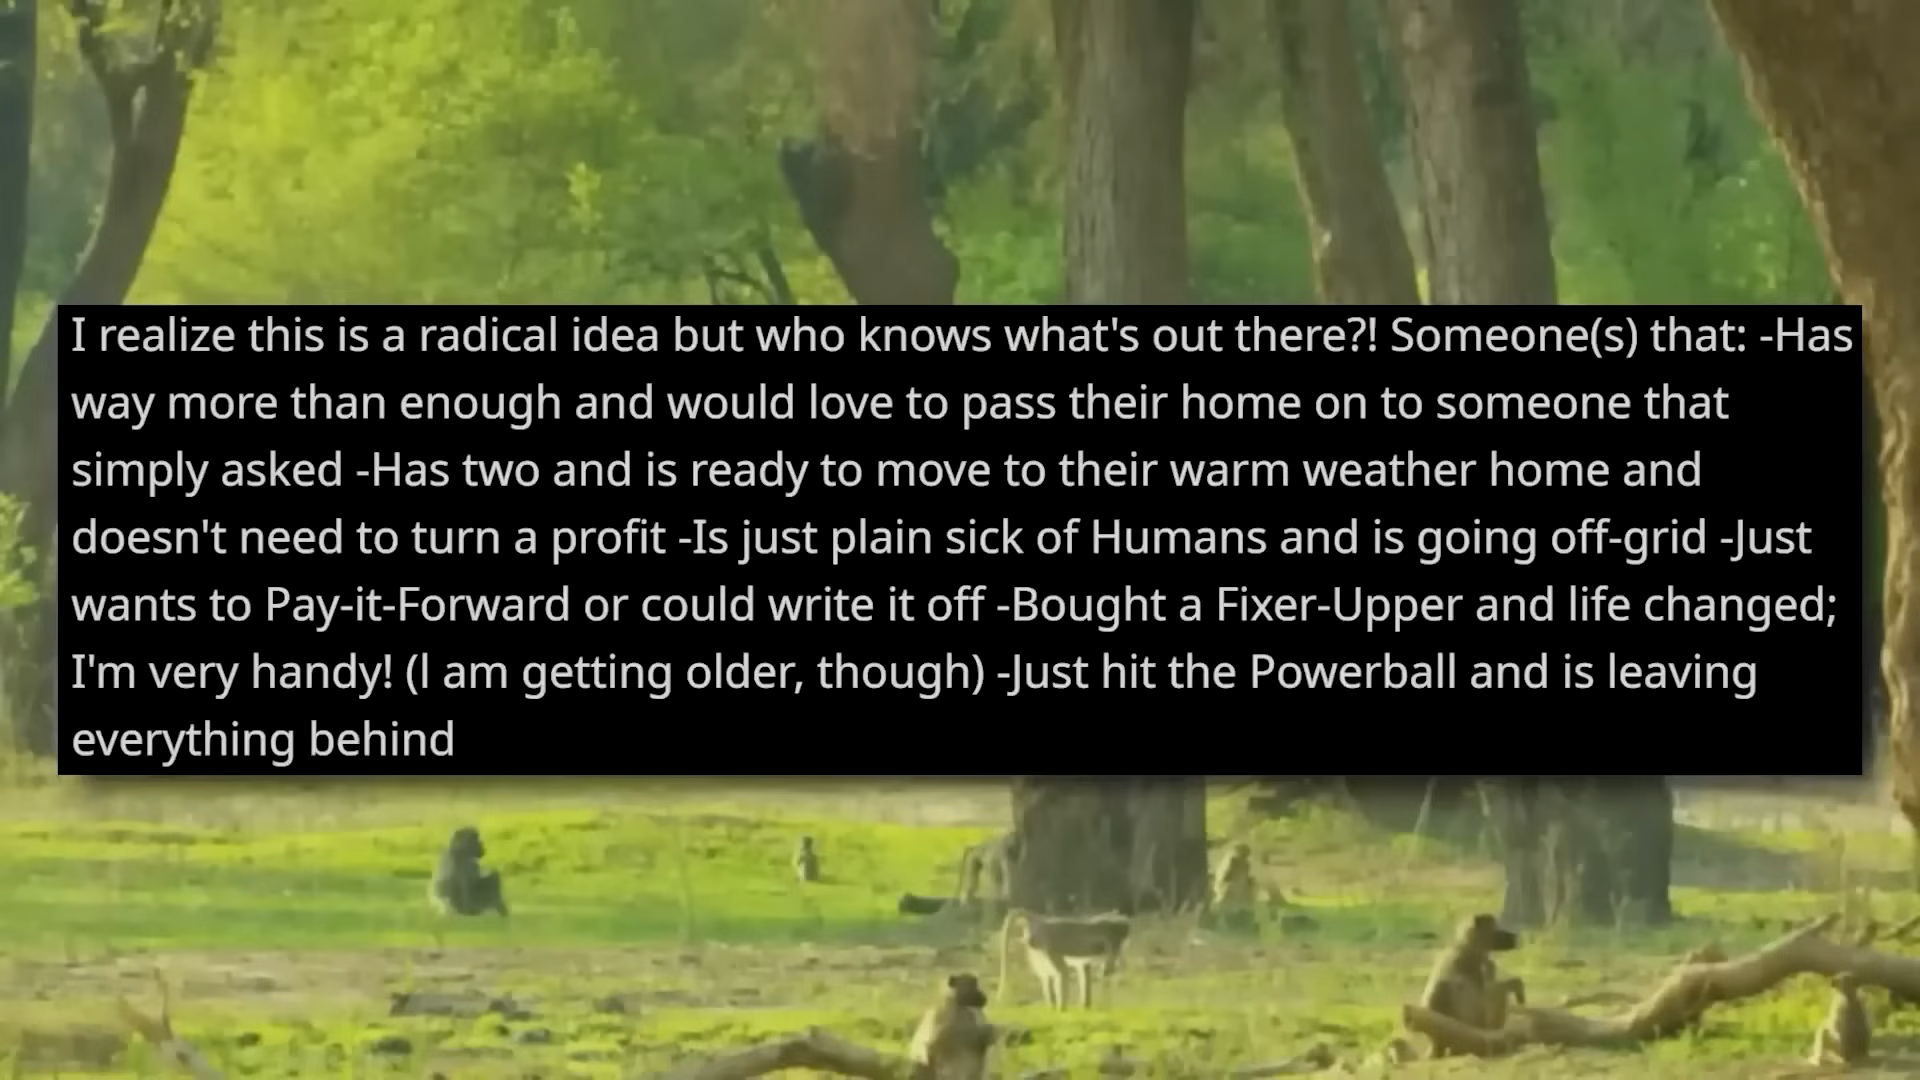 I realize this is a radical idea but who knows what's out there?! Someone(s) that: -Has
way more than enough and would love to pass their home on to someone that
simply asked -Has two and is ready to move to their warm weather home and
doesn't need to turn a profit -Is just plain sick of Humans and is going off-grid -Just
wants to Pay-it-Forward or could write it off -Bought a Fixer-Upper and life changed;
I'm very handy! (l am getting older, though) -Just hit the Powerball and is leaving
everything behind